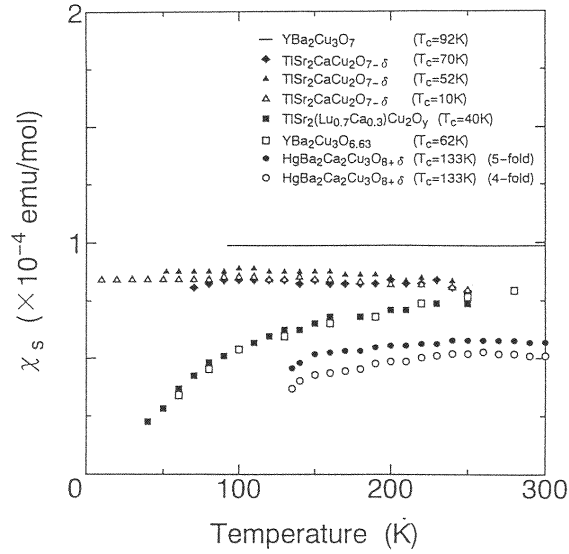 2
YBa2Cu3O7 (Tc=92K)
TlSr2CaCu2O7-δ (Tc=70K)
TlSr2CaCu2O7-δ (Tc=52K)
TlSr2CaCu2O7-δ (Tc=10K)
TlSr2(Lu0.7Ca0.3)Cu2Oy (Tc=40K)
YBa2Cu3O6.63 (Tc=62K)
HgBa2Ca2Cu3O8+δ (Tc=133K) (5-fold)
HgBa2Ca2Cu3O8+δ (Tc=133K) (4-fold)
1
χs (×10-4 emu/mol)
0 100 200 300
Temperature (K)